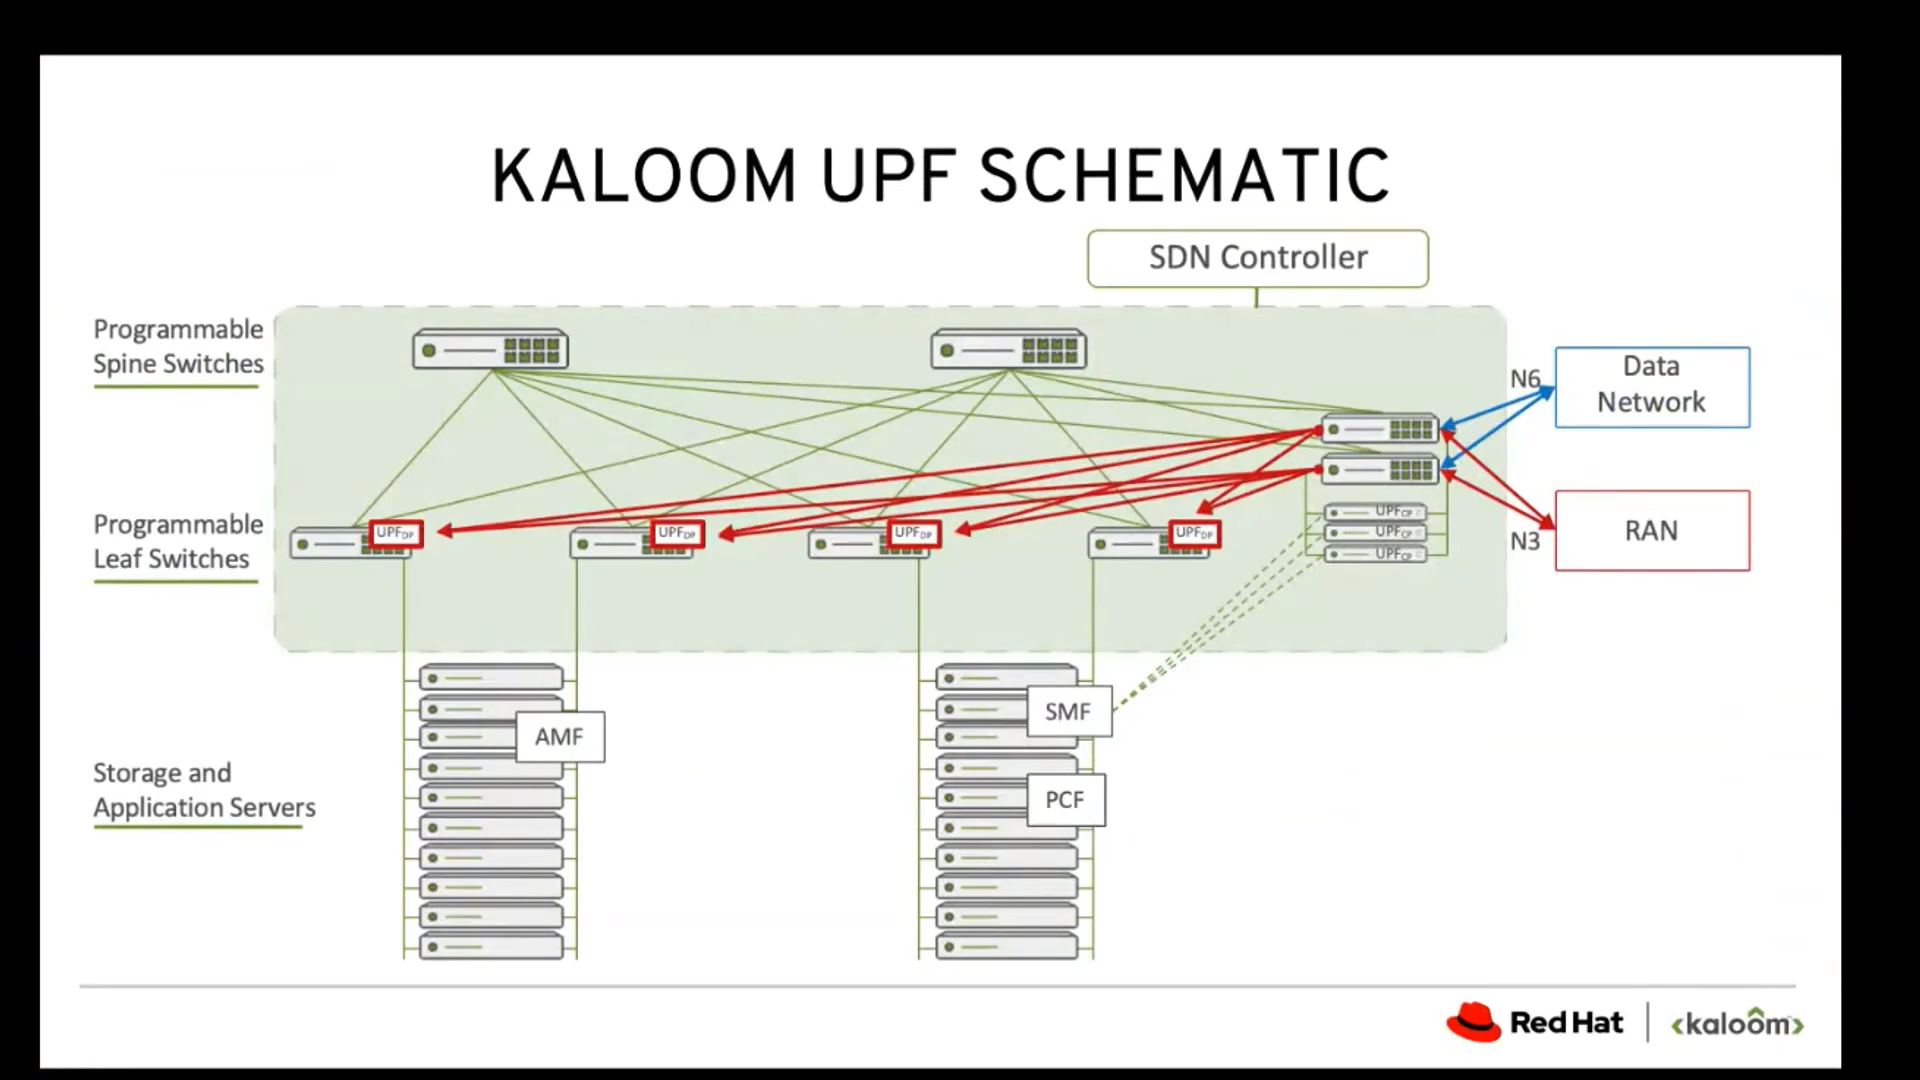 KALOOM UPF SCHEMATIC
SDN Controller
Programmable
Spine Switches
N6
Data
Network
Programmable
Leaf Switches
UPFDP
UPFDP
UPFDP
UPFDP
UPFCP
UPFCP
UPFCP
N3
RAN
SMF
AMF
PCF
Storage and
Application Servers
Red Hat
<kaloom>